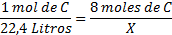 1 mol de C = 8 moles de C
22,4 Litros X